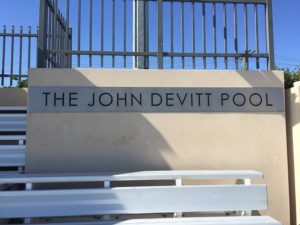 THE JOHN DEVITT POOL